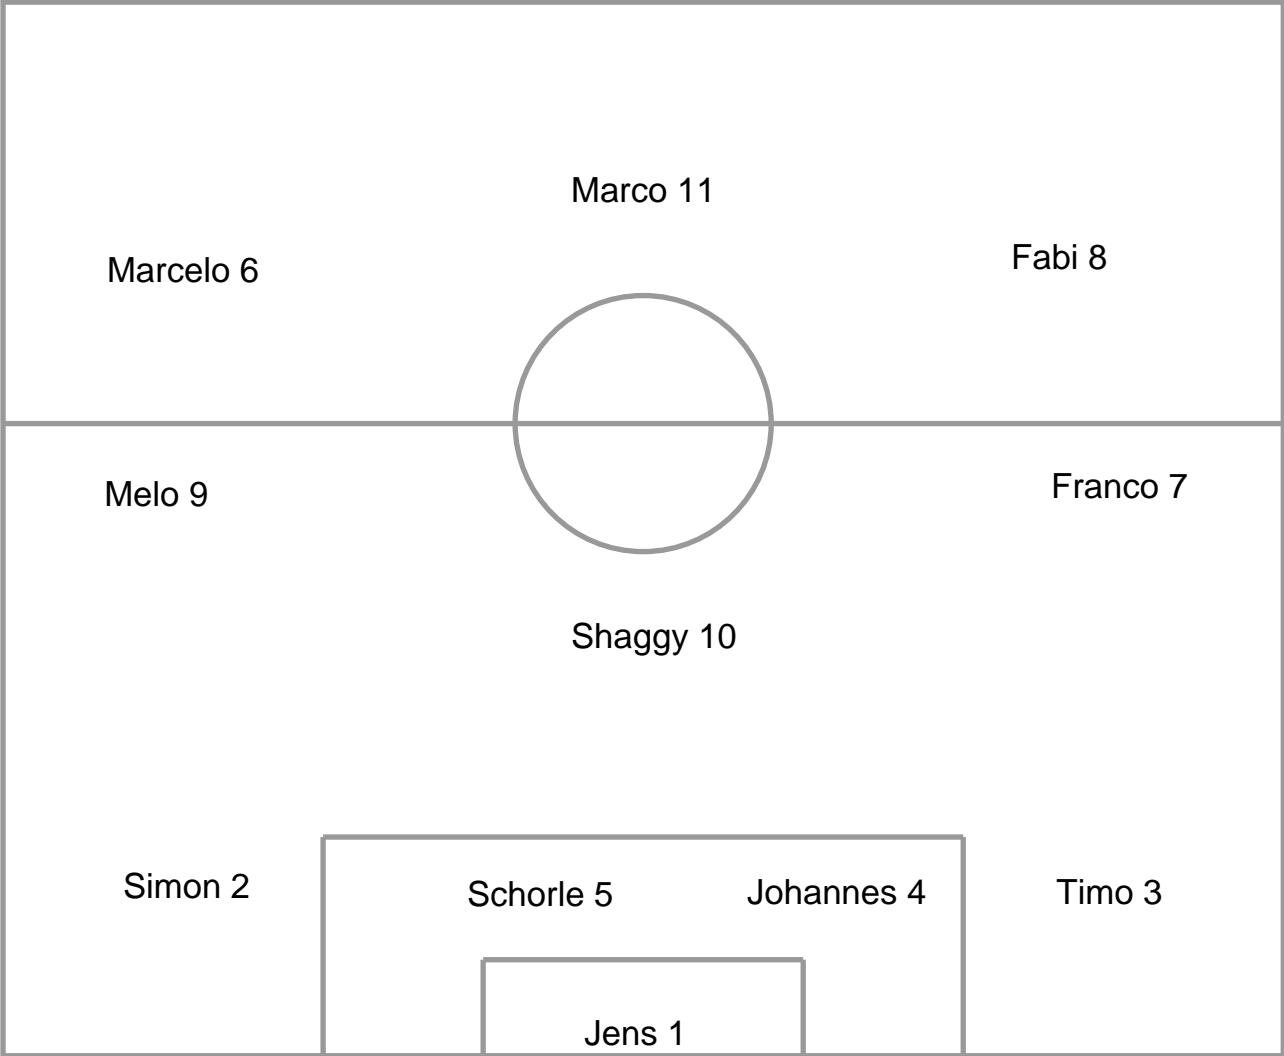 Marco 11
Marcelo 6
Fabi 8
Melo 9
Franco 7
Shaggy 10
Simon 2
Schorle 5
Johannes 4
Timo 3
Jens 1